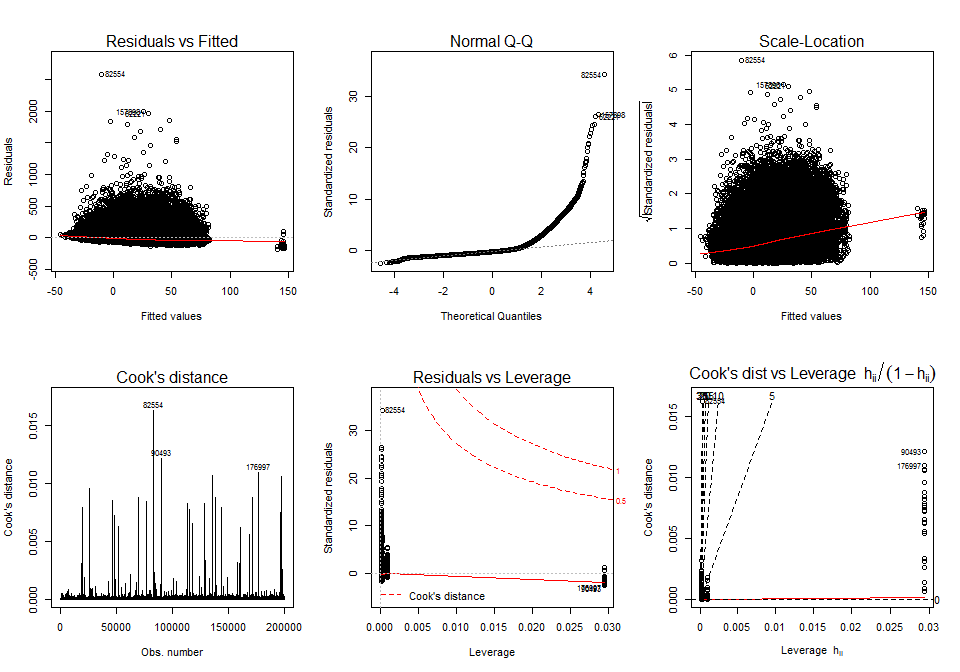 Residuals vs Fitted
Residuals
-500 0 500 1000 2000
82554
-50 0 50 100 150
Fitted values
Normal Q-Q
Standardized residuals
0 10 20 30
82554
-4 -2 0 2 4
Theoretical Quantiles
Scale-Location
√|Standardized residuals|
0 1 2 3 4 5 6
82554
-50 0 50 100 150
Fitted values
Cook's distance
Cook's distance
0.000 0.005 0.010 0.015
82554
90493
176997
0 50000 100000 150000 200000
Obs. number
Residuals vs Leverage
Standardized residuals
0 10 20 30
82554
1
0.5
90493
Cook's distance
0.000 0.005 0.010 0.015 0.020 0.025 0.030
Leverage
Cook's dist vs Leverage hii/(1−hii)
Cook's distance
0.000 0.005 0.010 0.015
10
5
90493
176997
0
0 0.005 0.01 0.015 0.02 0.025 0.03
Leverage hii